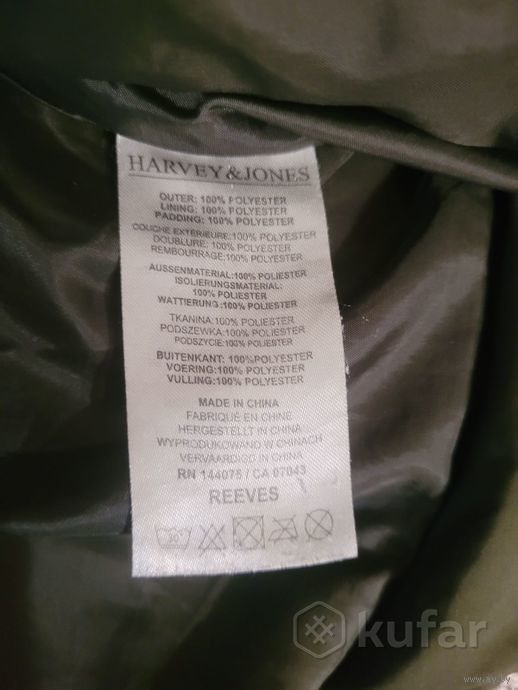 HARVEY&JONES
OUTER: 100% POLYESTER
LINING: 100% POLYESTER
PADDING: 100% POLYESTER
COUCHE EXTERIEURE:100% POLYESTER
DOUBLURE: 100% POLYESTER
REMBOURRAGE:100% POLYESTER
AUSSENMATERIAL:100% POLIESTER
ISOLIERUNGSMATERIAL:
100% POLIESTER
WATTIERUNG:100% POLIESTER
TKANINA:100% POLIESTER
PODSZEWKA:100% POLIESTER
PODSZYCIE:100% POLIESTER
BUITENKANT: 100%POLYESTER
VOERING:100% POLYESTER
VULLING:100% POLYESTER
MADE IN CHINA
FABRIQUE EN CHINE
HERGESTELLT IN CHINA
WYPRODUKOWANO W CHINACH
VERVAARDIGD IN CHINA
RN 144075 / CA 07043
REEVES
30°
kufar
www.ay.by